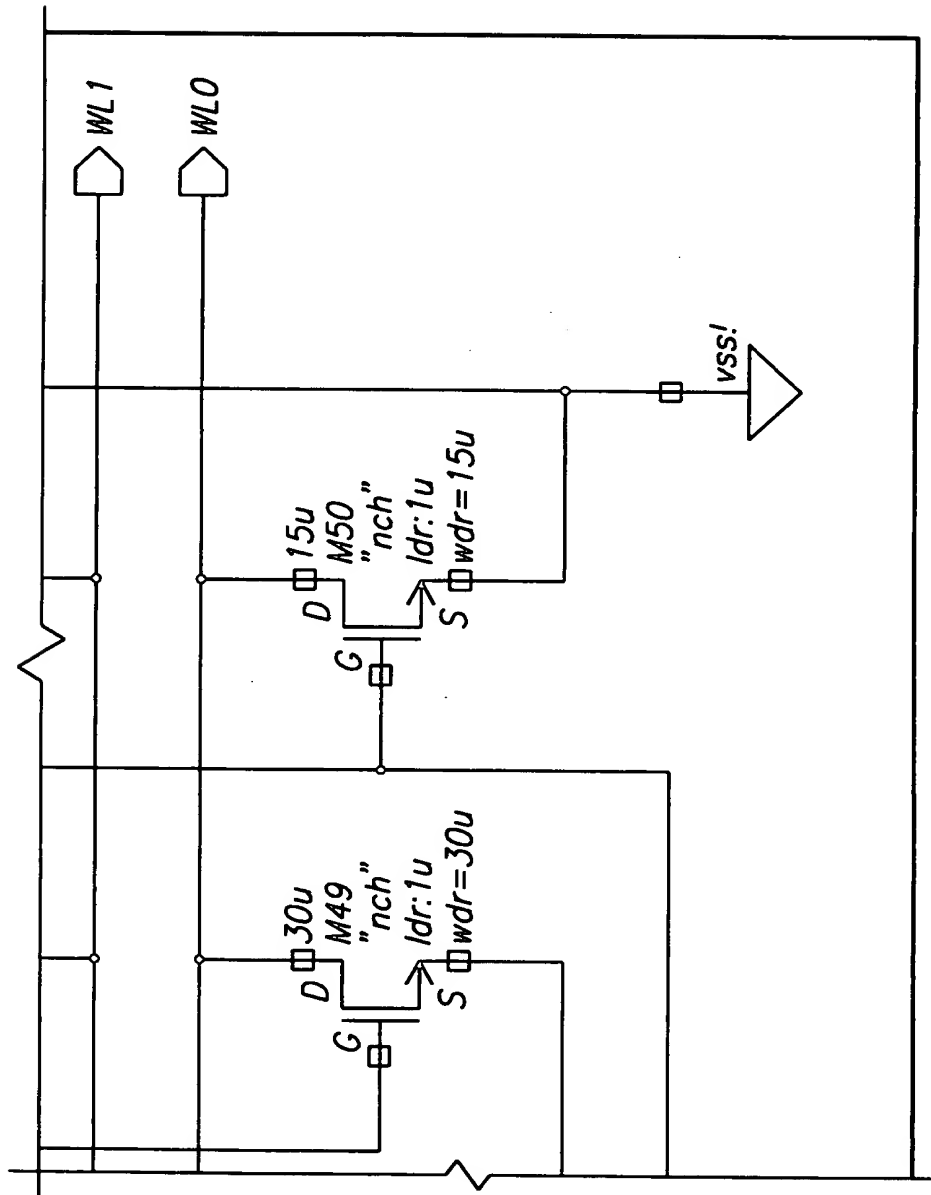 WL1
WL0
vss!
15u
M50
"nch"
ldr:1u
wdr=15u
D
G
S
30u
M49
"nch"
ldr:1u
wdr=30u
D
G
S